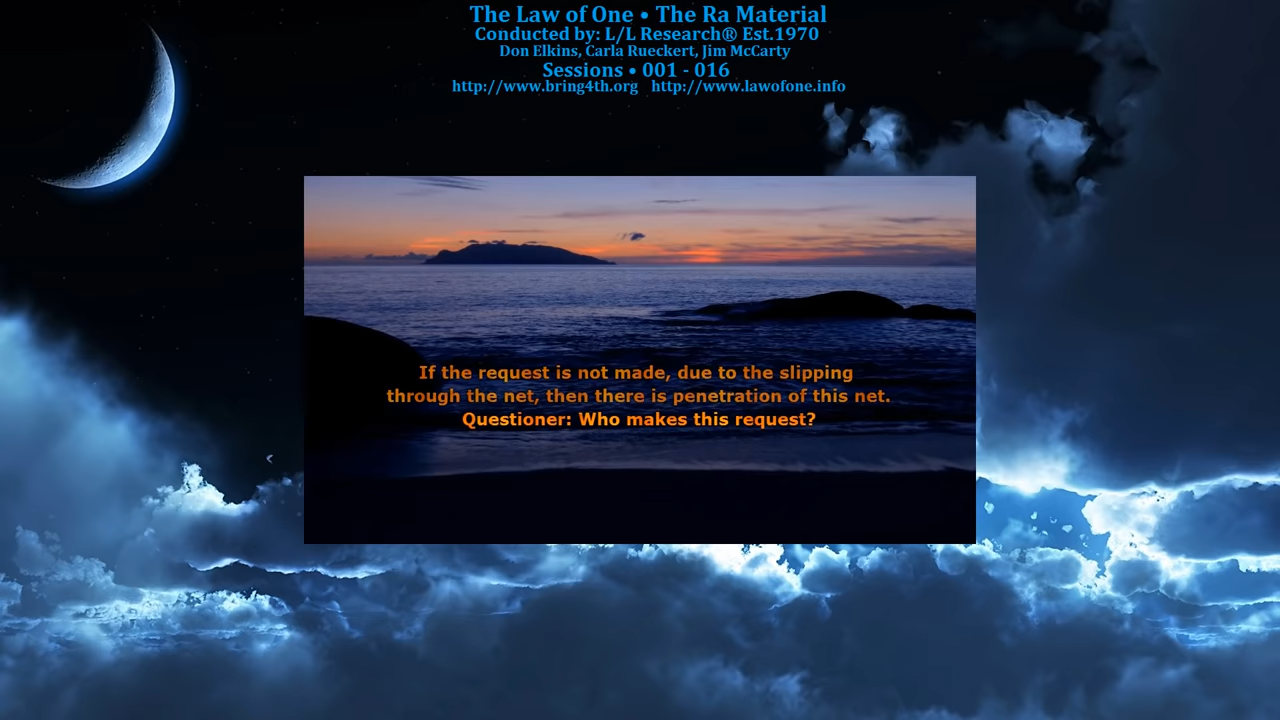 The Law of One • The Ra Material
Conducted by: L/L Research® Est.1970
Don Elkins, Carla Rueckert, Jim McCarty
Sessions • 001 - 016
http://www.bring4th.org   http://www.lawofone.info
If the request is not made, due to the slipping
through the net, then there is penetration of this net.
Questioner: Who makes this request?